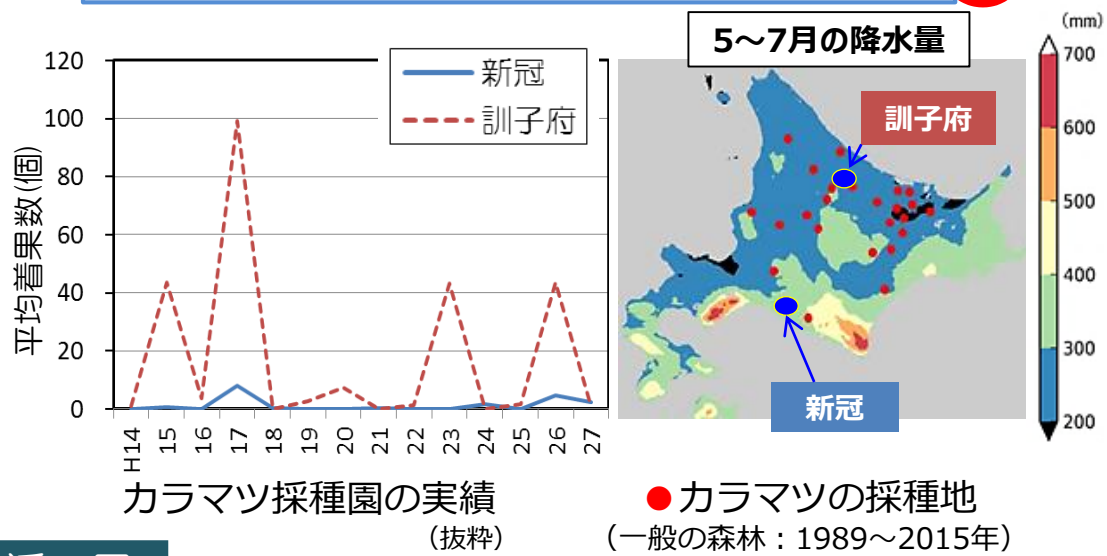 5～7月の降水量
(mm)
700
600
500
400
300
200
訓子府
新冠
平均着果数(個)
120
100
80
60
40
20
0
新冠
訓子府
H14 15 16 17 18 19 20 21 22 23 24 25 26 27
カラマツ採種園の実績
(抜粋)
●カラマツの採種地
(一般の森林：1989～2015年)